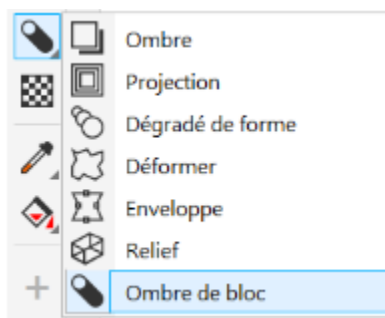 Ombre
Projection
Dégradé de forme
Déformer
Enveloppe
Relief
Ombre de bloc